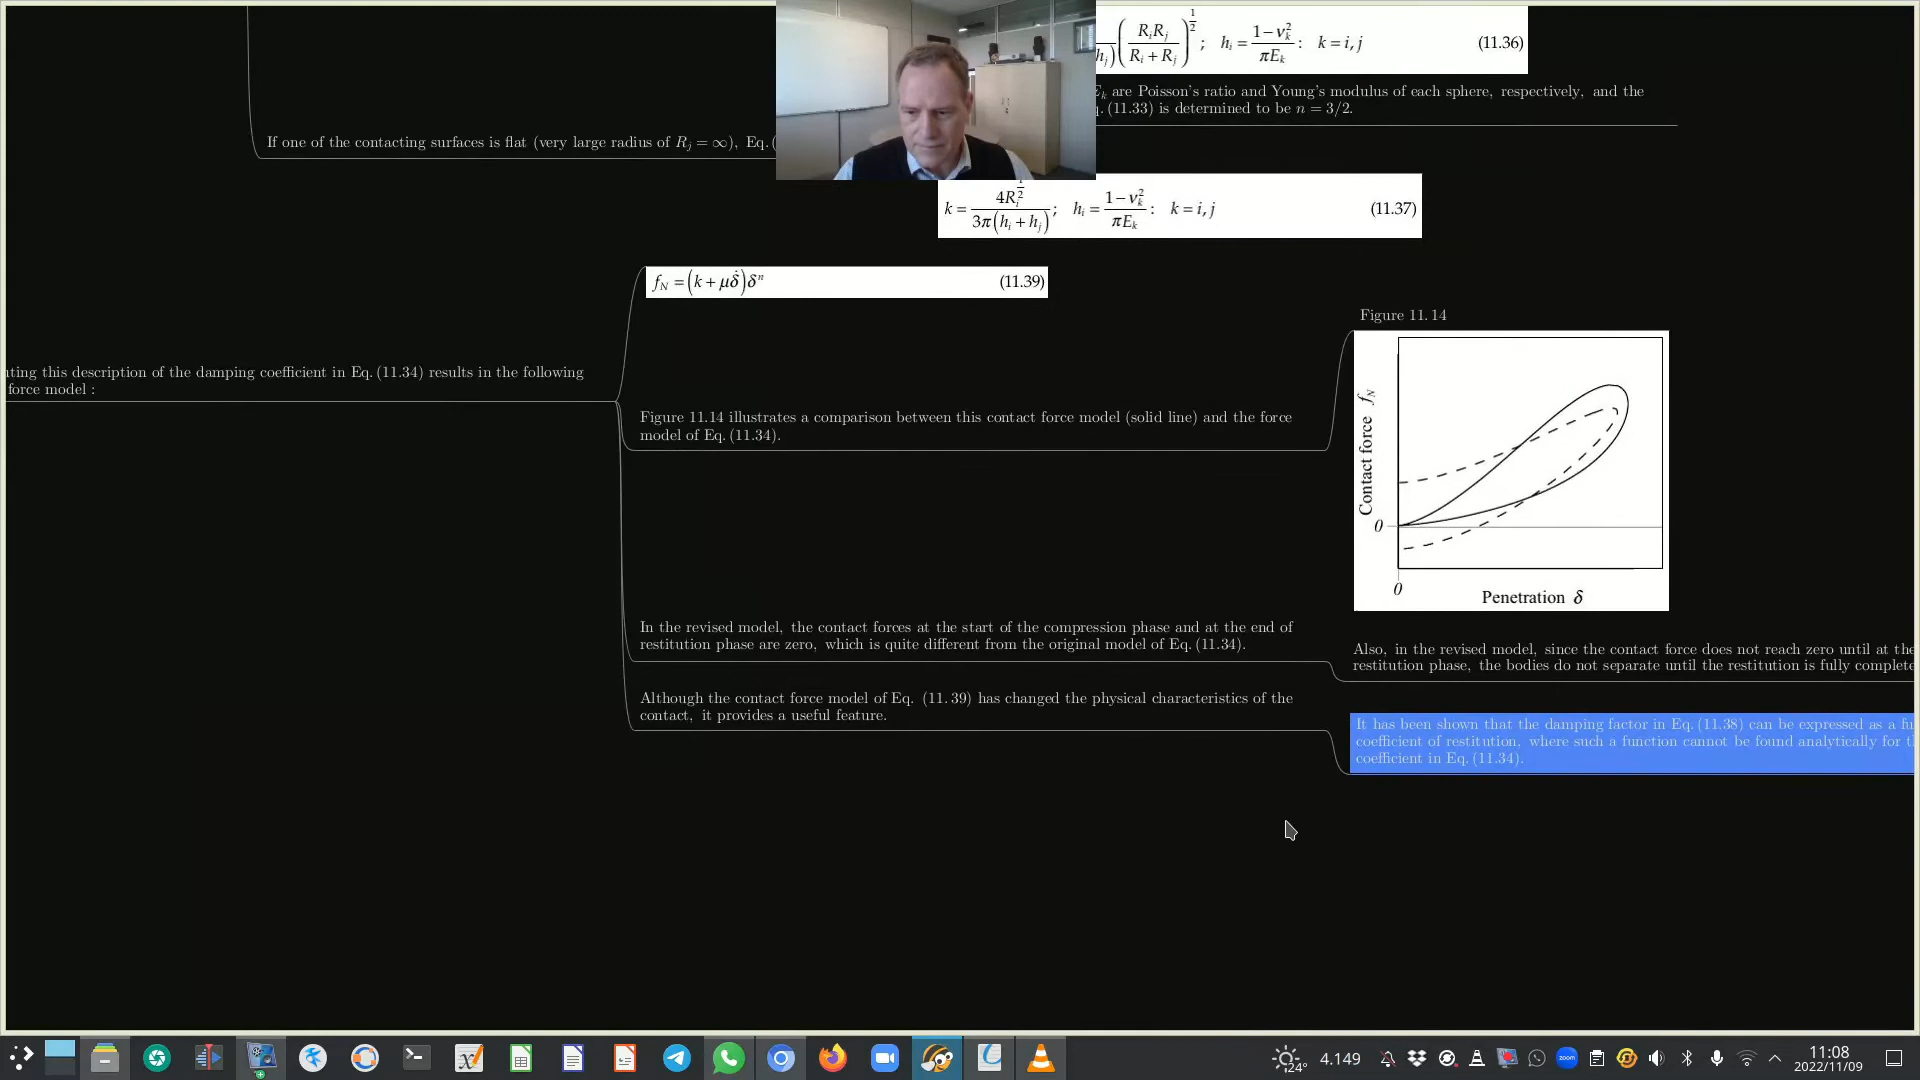 h_j) (R_i R_j / R_i + R_j)^{1/2} ; h_i = 1 − ν_k^2 / πE_k : k = i, j (11.36)
E_k are Poisson's ratio and Young's modulus of each sphere, respectively, and the
(11.33) is determined to be n = 3/2.
If one of the contacting surfaces is flat (very large radius of R_j = ∞), Eq. (
k = 4R_i^{1/2} / 3π(h_i + h_j) ; h_i = 1 − ν_k^2 / πE_k : k = i, j (11.37)
f_N = (k + μδ̇)δ^n (11.39)
Figure 11.14
uting this description of the damping coefficient in Eq. (11.34) results in the following
force model :
Figure 11.14 illustrates a comparison between this contact force model (solid line) and the force
model of Eq. (11.34).
Contact force f_N
0
0
Penetration δ
In the revised model, the contact forces at the start of the compression phase and at the end of
restitution phase are zero, which is quite different from the original model of Eq. (11.34).
Also, in the revised model, since the contact force does not reach zero until at the
restitution phase, the bodies do not separate until the restitution is fully complete
Although the contact force model of Eq. (11.39) has changed the physical characteristics of the
contact, it provides a useful feature.
It has been shown that the damping factor in Eq. (11.38) can be expressed as a fu
coefficient of restitution, where such a function cannot be found analytically for t
coefficient in Eq. (11.34).
24°
4.149
zoom
11:08
2022/11/09